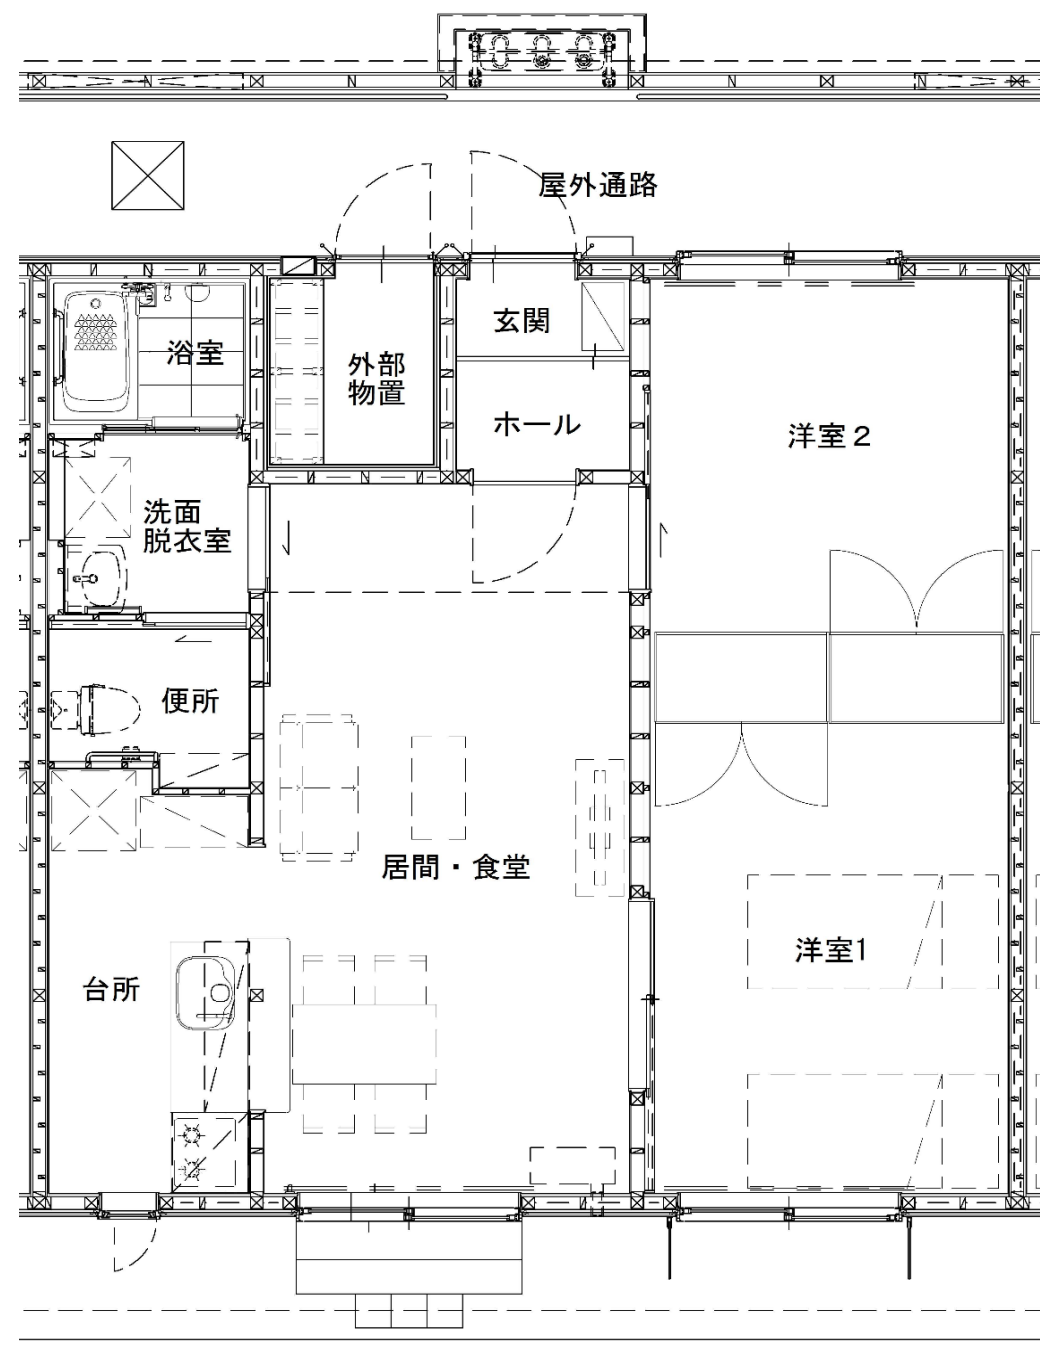 屋外通路
玄関
浴室
外部
物置
ホール
洋室2
洗面
脱衣室
便所
居間・食堂
洋室1
台所